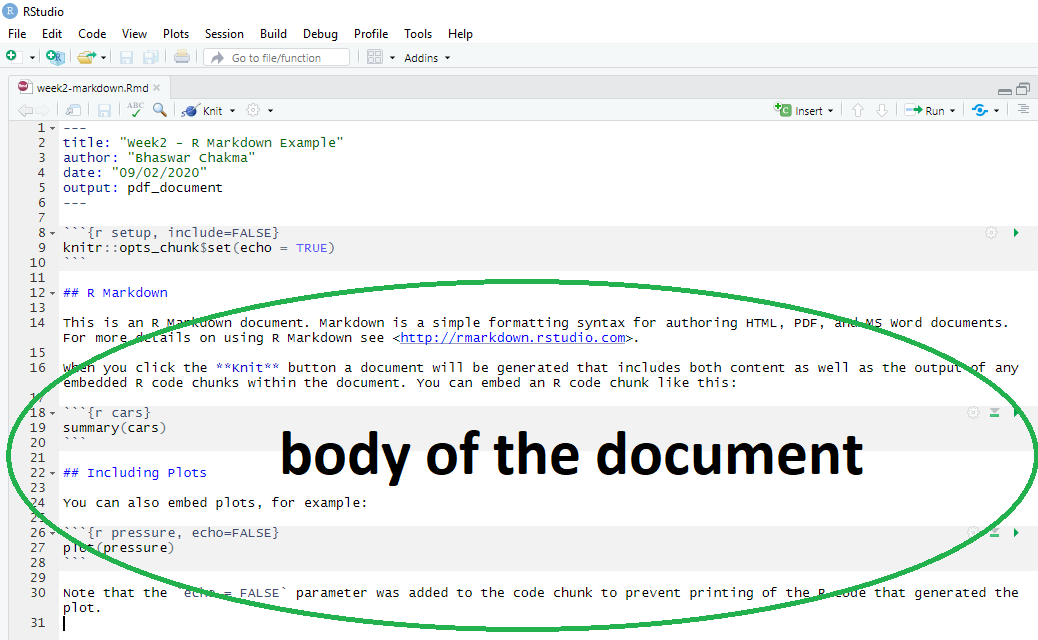 RStudio
File Edit Code View Plots Session Build Debug Profile Tools Help
Go to file/function Addins
week2-markdown.Rmd
ABC Knit Insert Run
1 ---
2 title: "Week2 - R Markdown Example"
3 author: "Bhaswar Chakma"
4 date: "09/02/2020"
5 output: pdf_document
6 ---
7
8 ```{r setup, include=FALSE}
9 knitr::opts_chunk$set(echo = TRUE)
10 ```
11
12 ## R Markdown
13
14 This is an R Markdown document. Markdown is a simple formatting syntax for authoring HTML, PDF, and MS Word documents.
For more details on using R Markdown see <http://rmarkdown.rstudio.com>.
15
16 When you click the **Knit** button a document will be generated that includes both content as well as the output of any
embedded R code chunks within the document. You can embed an R code chunk like this:
17
18 ```{r cars}
19 summary(cars)
20 ```
body of the document
21
22 ## Including Plots
23
24 You can also embed plots, for example:
25
26 ```{r pressure, echo=FALSE}
27 plot(pressure)
28 ```
29
30 Note that the `echo = FALSE` parameter was added to the code chunk to prevent printing of the R code that generated the
plot.
31